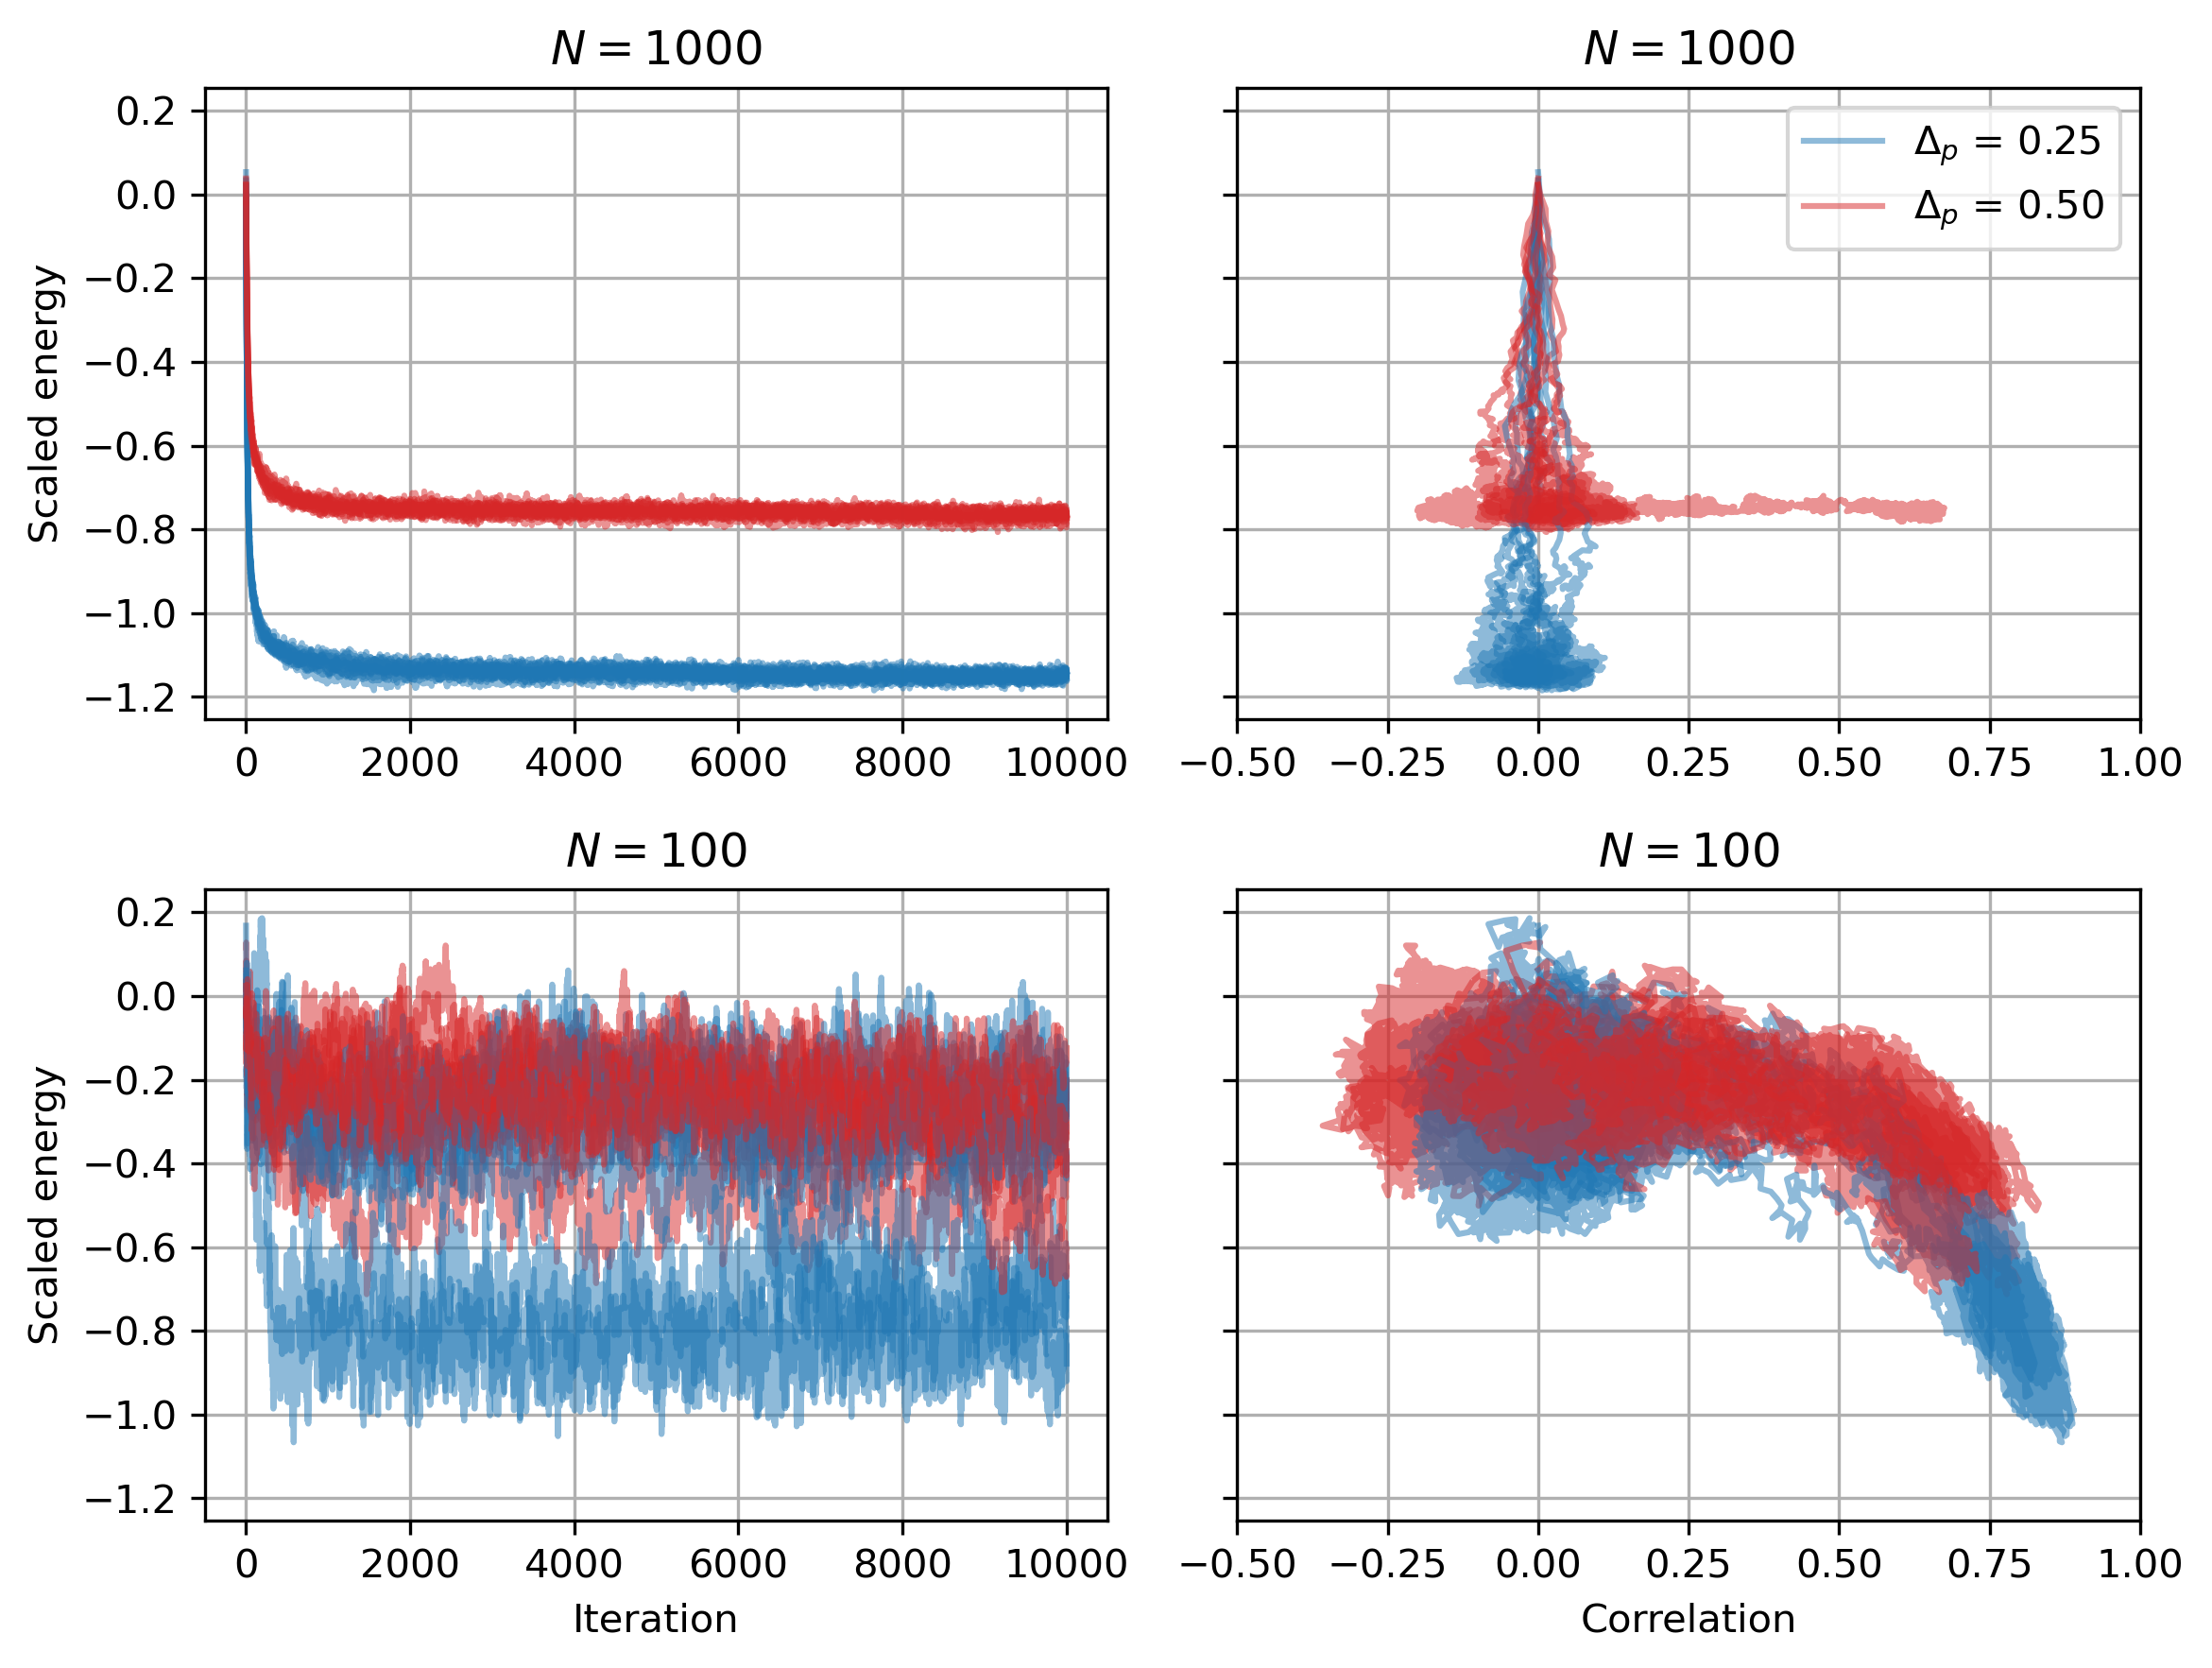 N = 1000
N = 1000
0.2
0.0
−0.2
−0.4
−0.6
−0.8
−1.0
−1.2
Scaled energy
0 2000 4000 6000 8000 10000
Δp = 0.25
Δp = 0.50
−0.50 −0.25 0.00 0.25 0.50 0.75 1.00
N = 100
N = 100
0.2
0.0
−0.2
−0.4
−0.6
−0.8
−1.0
−1.2
Scaled energy
0 2000 4000 6000 8000 10000
Iteration
−0.50 −0.25 0.00 0.25 0.50 0.75 1.00
Correlation